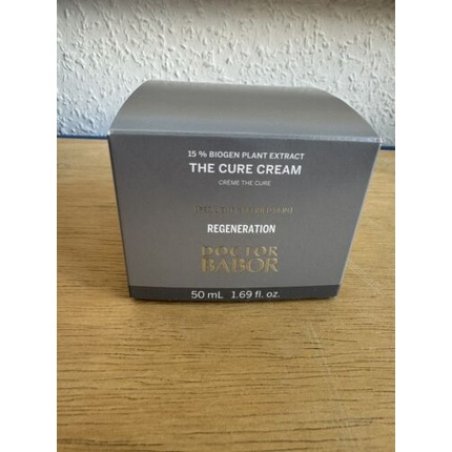 15 % BIOGEN PLANT EXTRACT
THE CURE CREAM
CRÈME THE CURE
REGENERATION
DOCTOR
BABOR
50 mL 1.69 fl. oz.